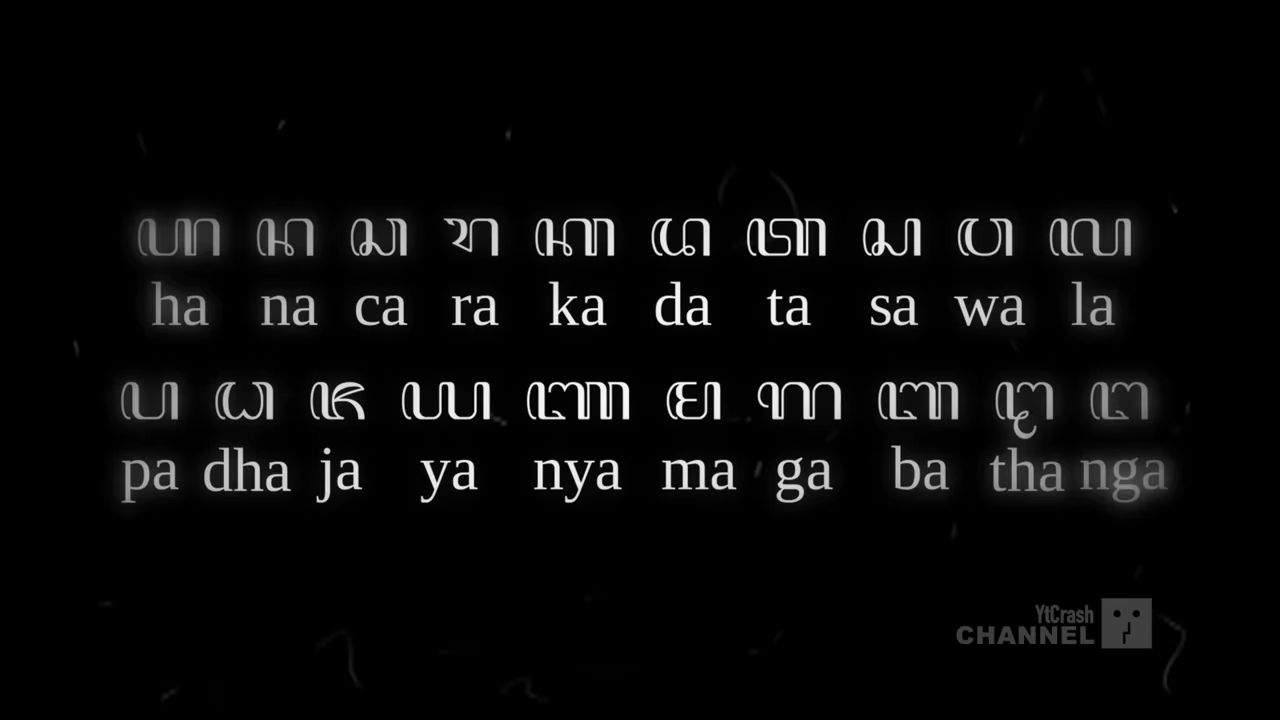 ꦲ ꦤ ꦕ ꦫ ꦏ ꦢ ꦠ ꦱ ꦮ ꦭ
ha na ca ra ka da ta sa wa la
ꦥ ꦝ ꦗ ꦪ ꦚ ꦩ ꦒ ꦧ ꦛ ꦔ
pa dha ja ya nya ma ga ba tha nga
YtCrash
CHANNEL